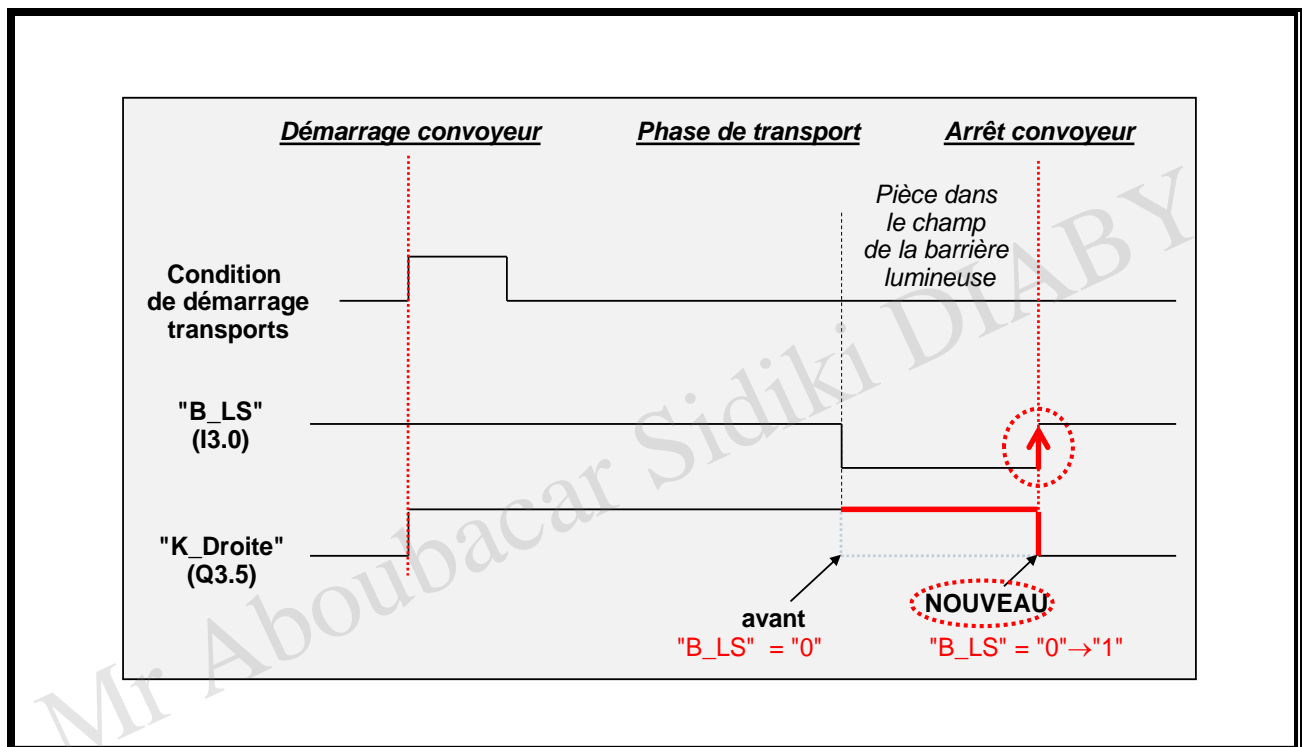 Démarrage convoyeur
Phase de transport
Arrêt convoyeur
Pièce dans
le champ
de la barrière
lumineuse
Condition
de démarrage
transports
"B_LS"
(I3.0)
"K_Droite"
(Q3.5)
avant
"B_LS" = "0"
NOUVEAU
"B_LS" = "0"→"1"
Mr Aboubacar Sidiki DIABY